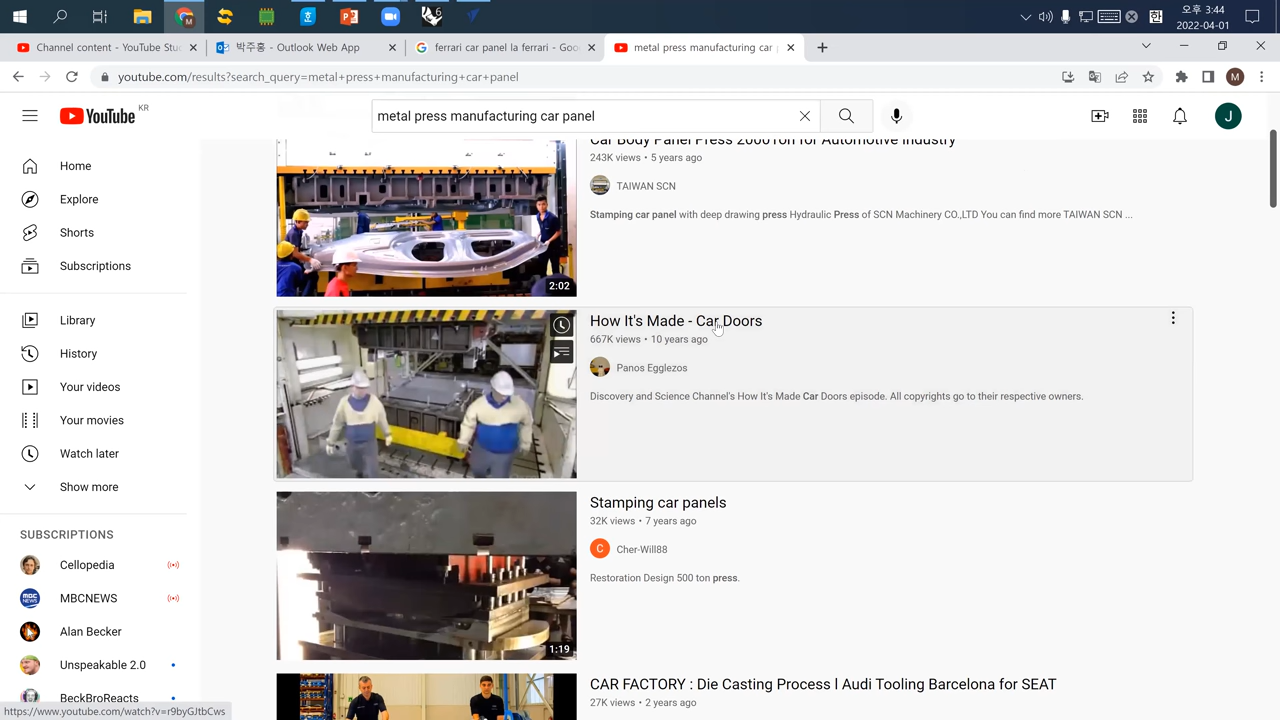 6
오후 3:44
2022-04-01
Channel content - YouTube Stu
박주홍 - Outlook Web App
ferrari car panel la ferrari - Goo
metal press manufacturing car
youtube.com/results?search_query=metal+press+manufacturing+car+panel
M
YouTube KR
metal press manufacturing car panel
J
Home
Explore
Shorts
Subscriptions
Library
History
Your videos
Your movies
Watch later
Show more
SUBSCRIPTIONS
Cellopedia
MBCNEWS
Alan Becker
Unspeakable 2.0
BeckBroReacts
Car Body Panel Press 2000Ton for Automotive Industry
243K views • 5 years ago
TAIWAN SCN
Stamping car panel with deep drawing press Hydraulic Press of SCN Machinery CO.,LTD You can find more TAIWAN SCN ...
2:02
How It's Made - Car Doors
667K views • 10 years ago
Panos Egglezos
Discovery and Science Channel's How It's Made Car Doors episode. All copyrights go to their respective owners.
Stamping car panels
32K views • 7 years ago
C
Cher-Will88
Restoration Design 500 ton press.
1:19
CAR FACTORY : Die Casting Process l Audi Tooling Barcelona for SEAT
27K views • 2 years ago
https://www.youtube.com/watch?v=r9byGJtbCws